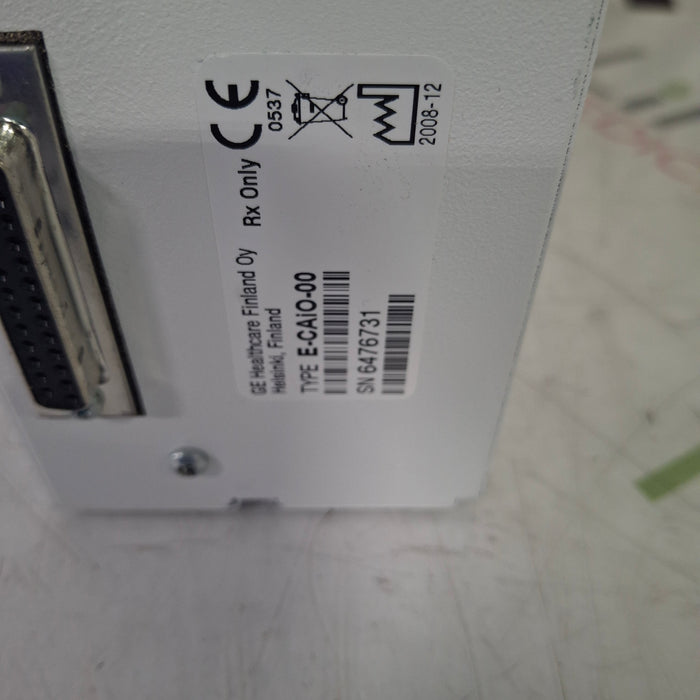 GE Healthcare Finland Oy Rx Only
Helsinki, Finland
TYPE E-CAiO-00
SN 6476731
CE
0537
2008-12